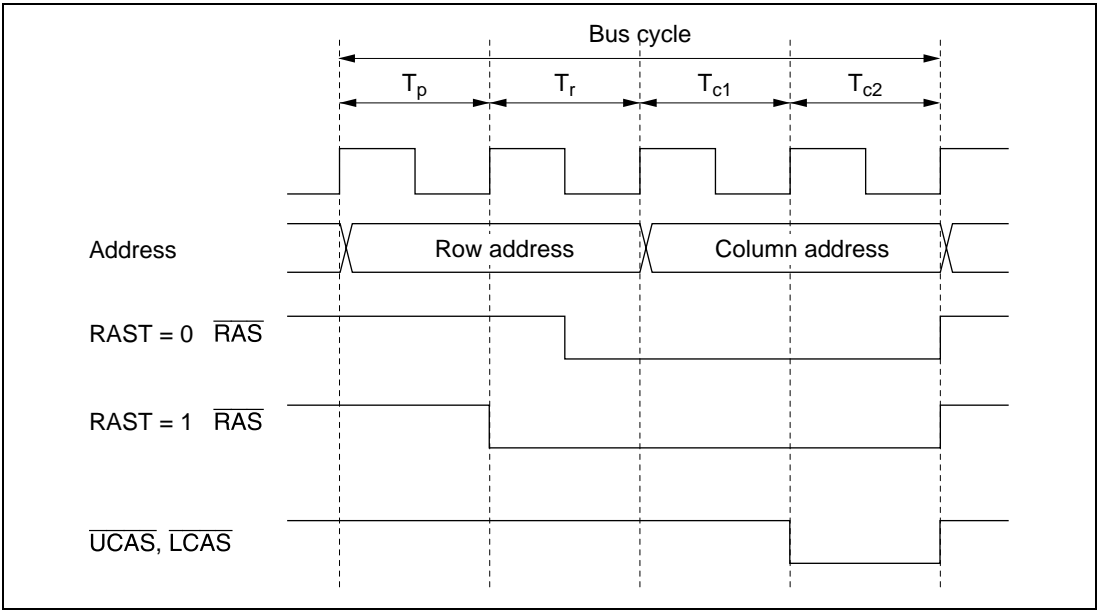 Bus cycle
Tp Tr Tc1 Tc2
Address Row address Column address
RAST = 0 RAS
RAST = 1 RAS
UCAS, LCAS